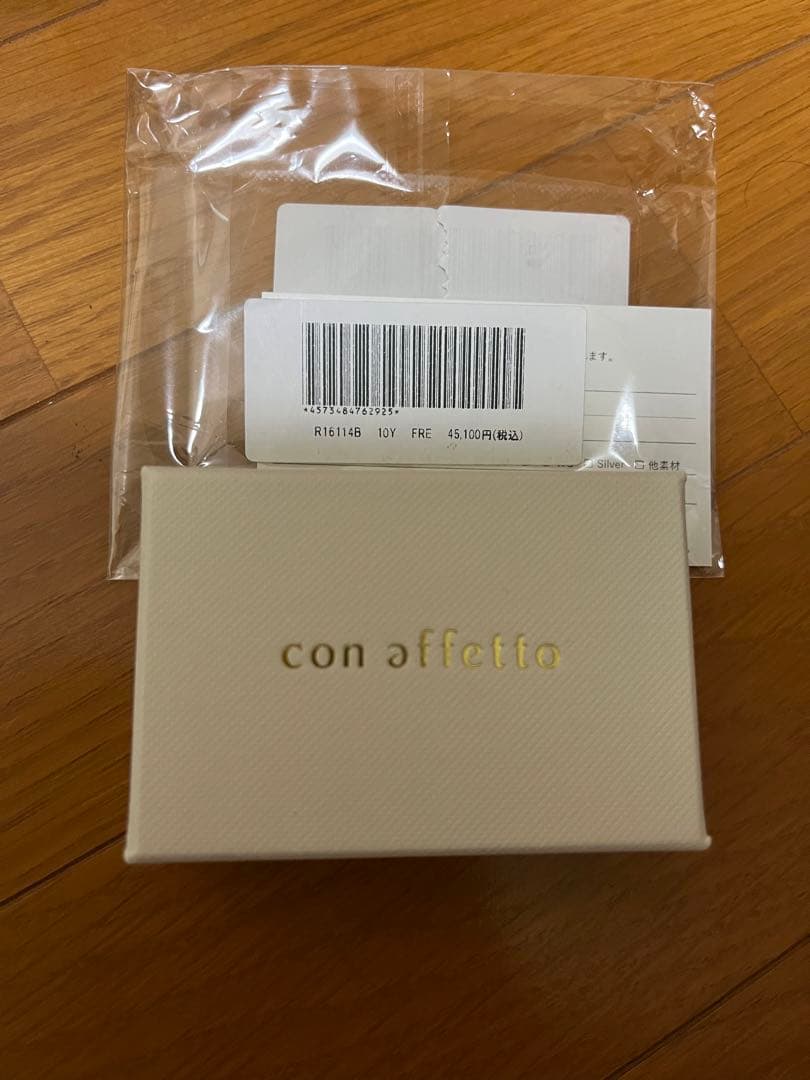 *4573484762925*
R16114B 10Y FRE 45,100円(税込)
ます。
Silver 他素材
con affetto